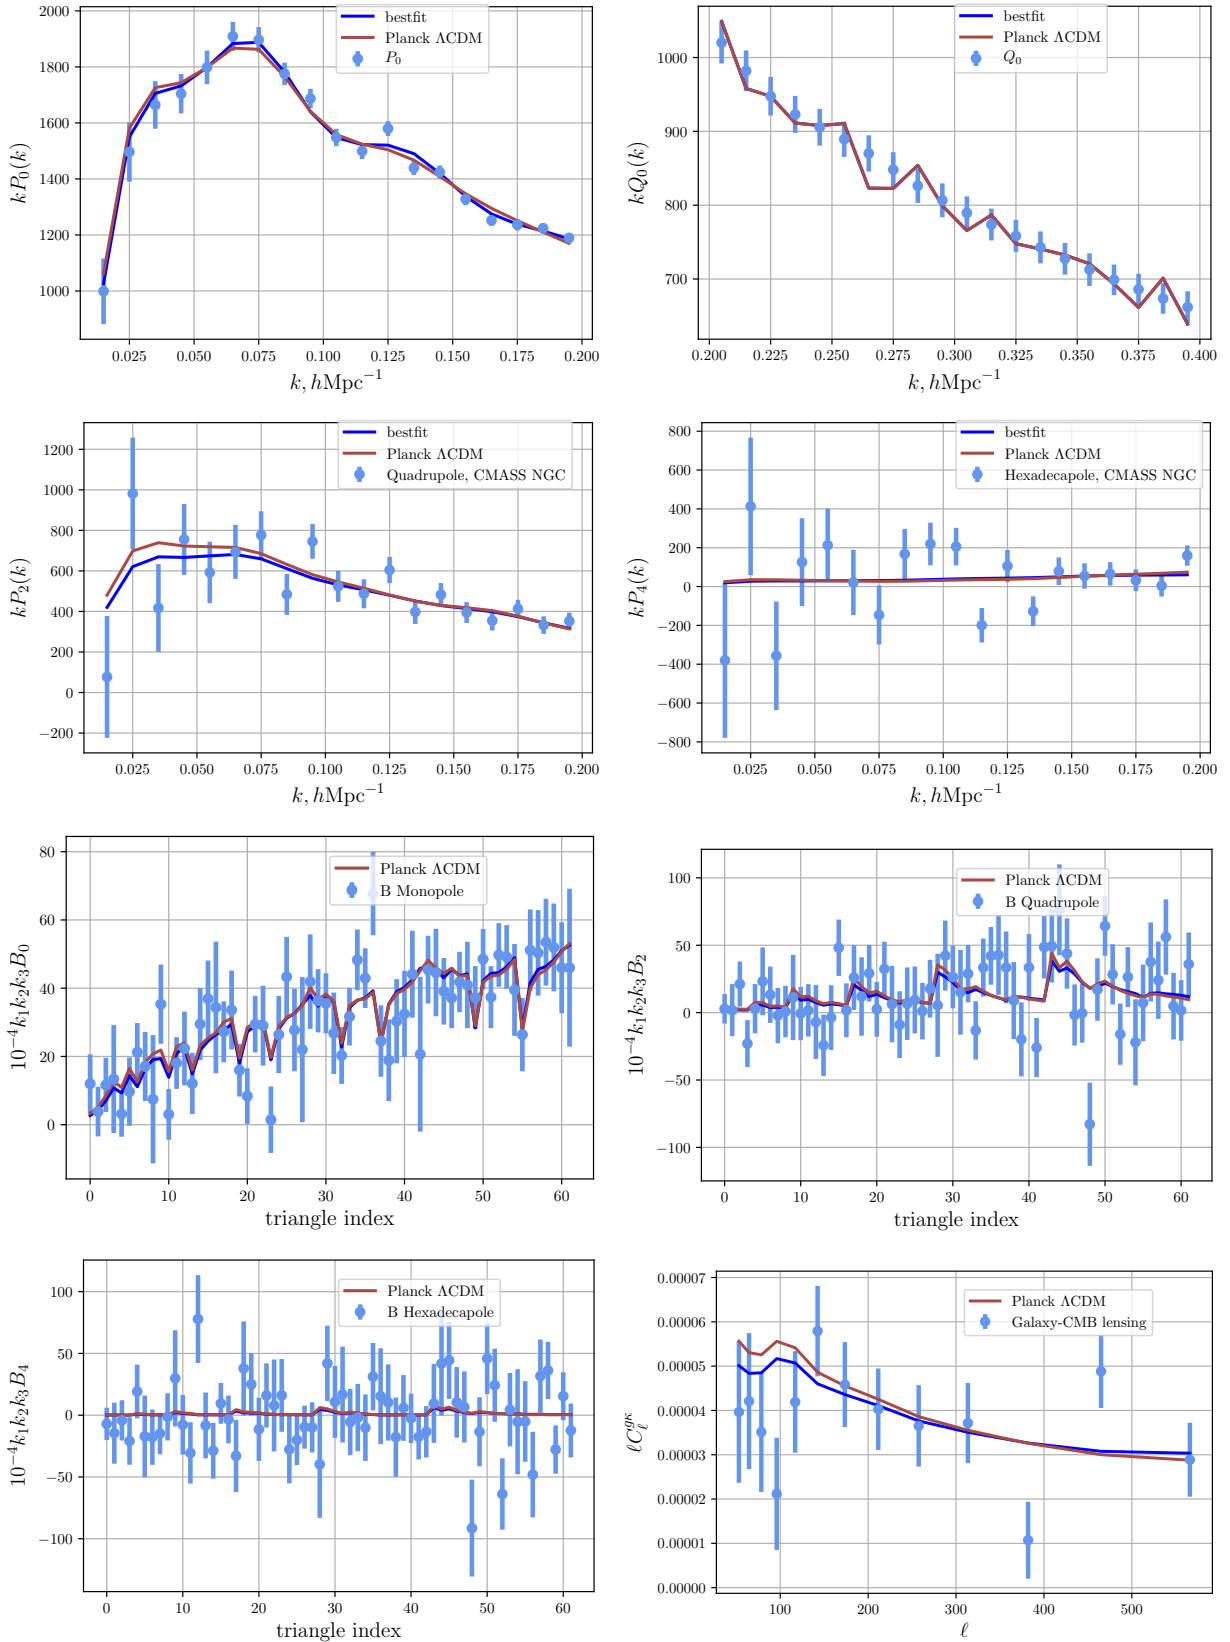 bestfit
Planck ΛCDM
P₀
2000
1800
1600
1400
1200
1000
kP₀(k)
0.025 0.050 0.075 0.100 0.125 0.150 0.175 0.200
k, hMpc⁻¹
bestfit
Planck ΛCDM
Q₀
1000
900
800
700
kQ₀(k)
0.200 0.225 0.250 0.275 0.300 0.325 0.350 0.375 0.400
k, hMpc⁻¹
bestfit
Planck ΛCDM
Quadrupole, CMASS NGC
1200
1000
800
600
400
200
0
−200
kP₂(k)
0.025 0.050 0.075 0.100 0.125 0.150 0.175 0.200
k, hMpc⁻¹
bestfit
Planck ΛCDM
Hexadecapole, CMASS NGC
800
600
400
200
0
−200
−400
−600
−800
kP₄(k)
0.025 0.050 0.075 0.100 0.125 0.150 0.175 0.200
k, hMpc⁻¹
Planck ΛCDM
B Monopole
80
60
40
20
0
10⁻⁴k₁k₂k₃B₀
0 10 20 30 40 50 60
triangle index
Planck ΛCDM
B Quadrupole
100
50
0
−50
−100
10⁻⁴k₁k₂k₃B₂
0 10 20 30 40 50 60
triangle index
Planck ΛCDM
B Hexadecapole
100
50
0
−50
−100
10⁻⁴k₁k₂k₃B₄
0 10 20 30 40 50 60
triangle index
Planck ΛCDM
Galaxy-CMB lensing
0.00007
0.00006
0.00005
0.00004
0.00003
0.00002
0.00001
0.00000
ℓC_ℓ^{gκ}
100 200 300 400 500
ℓ